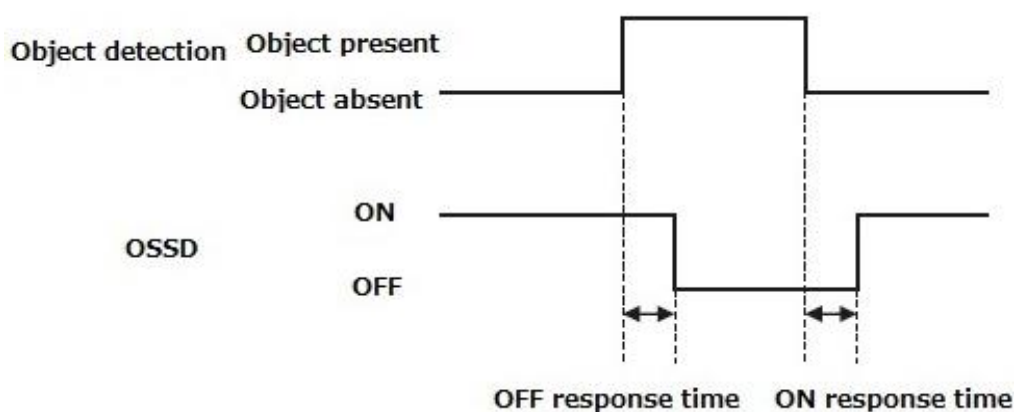 Object detection
Object present
Object absent
OSSD
ON
OFF
OFF response time
ON response time